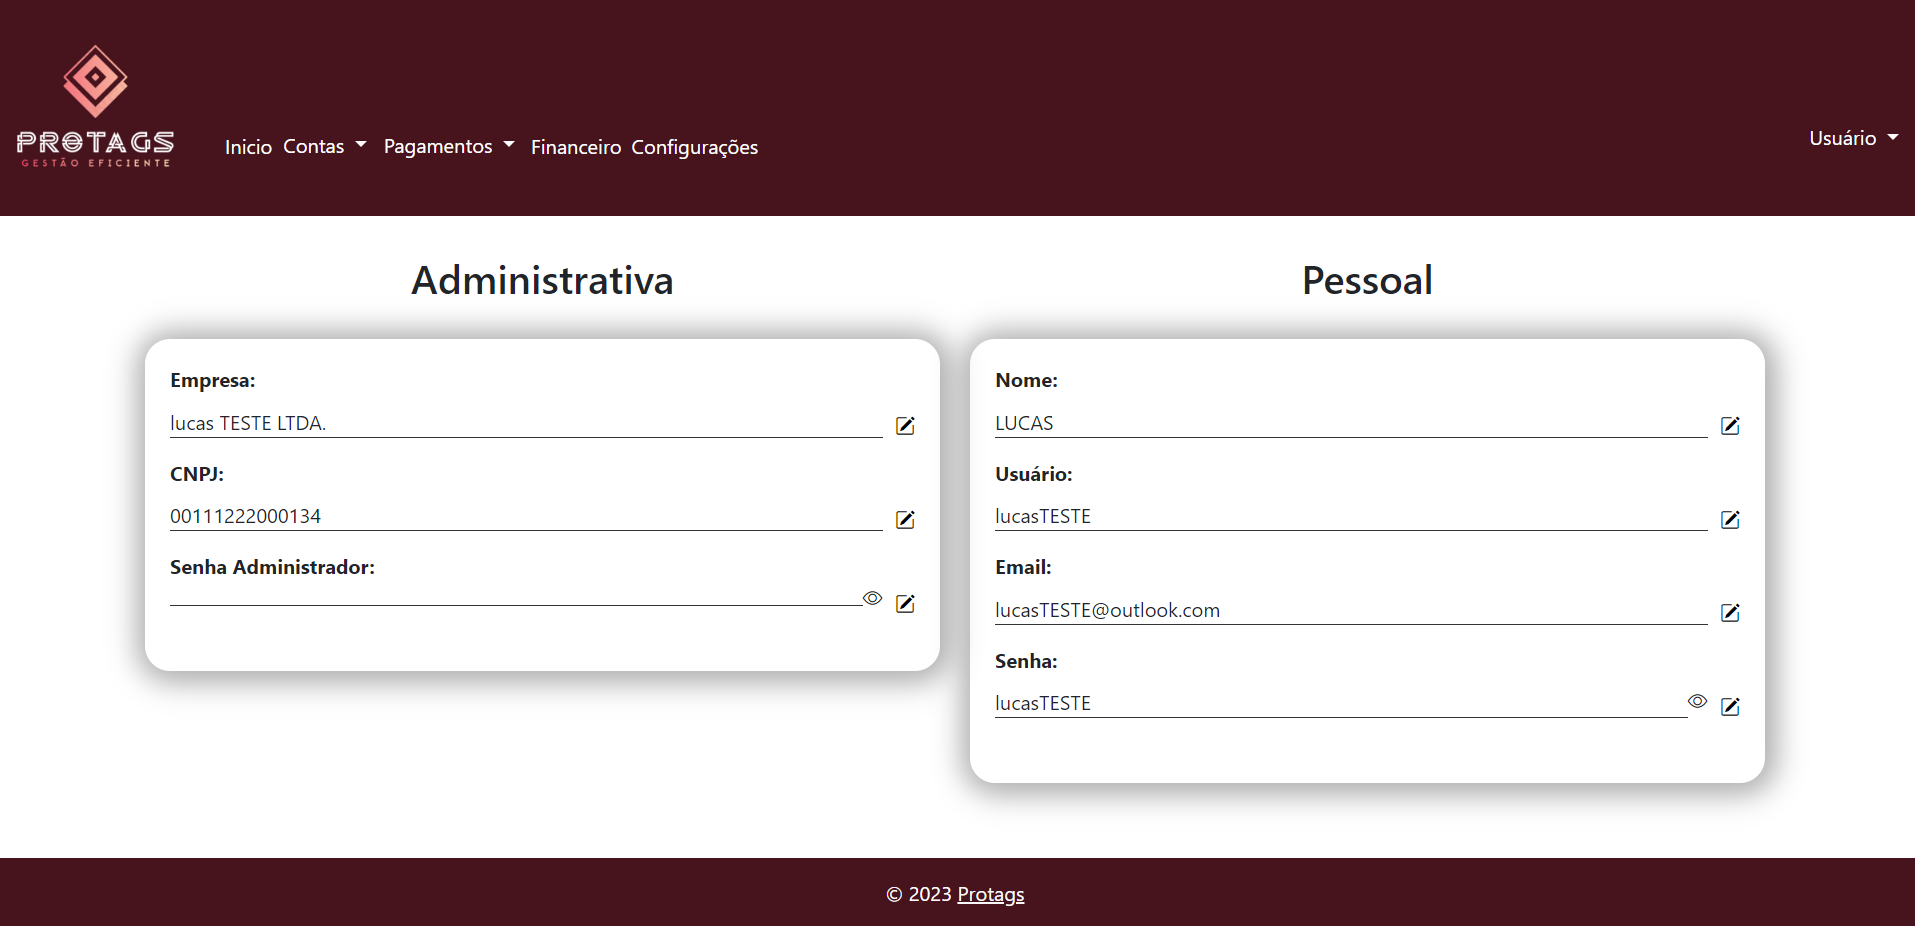 PROTAGS
GESTÃO EFICIENTE
Inicio Contas Pagamentos Financeiro Configurações
Usuário
Administrativa
Empresa:
lucas TESTE LTDA.
CNPJ:
00111222000134
Senha Administrador:
Pessoal
Nome:
LUCAS
Usuário:
lucasTESTE
Email:
lucasTESTE@outlook.com
Senha:
lucasTESTE
© 2023 Protags